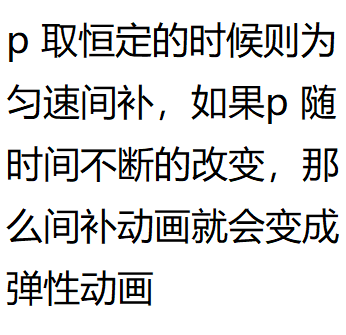 p 取恒定的时候则为
匀速间补，如果p 随
时间不断的改变，那
么间补动画就会变成
弹性动画